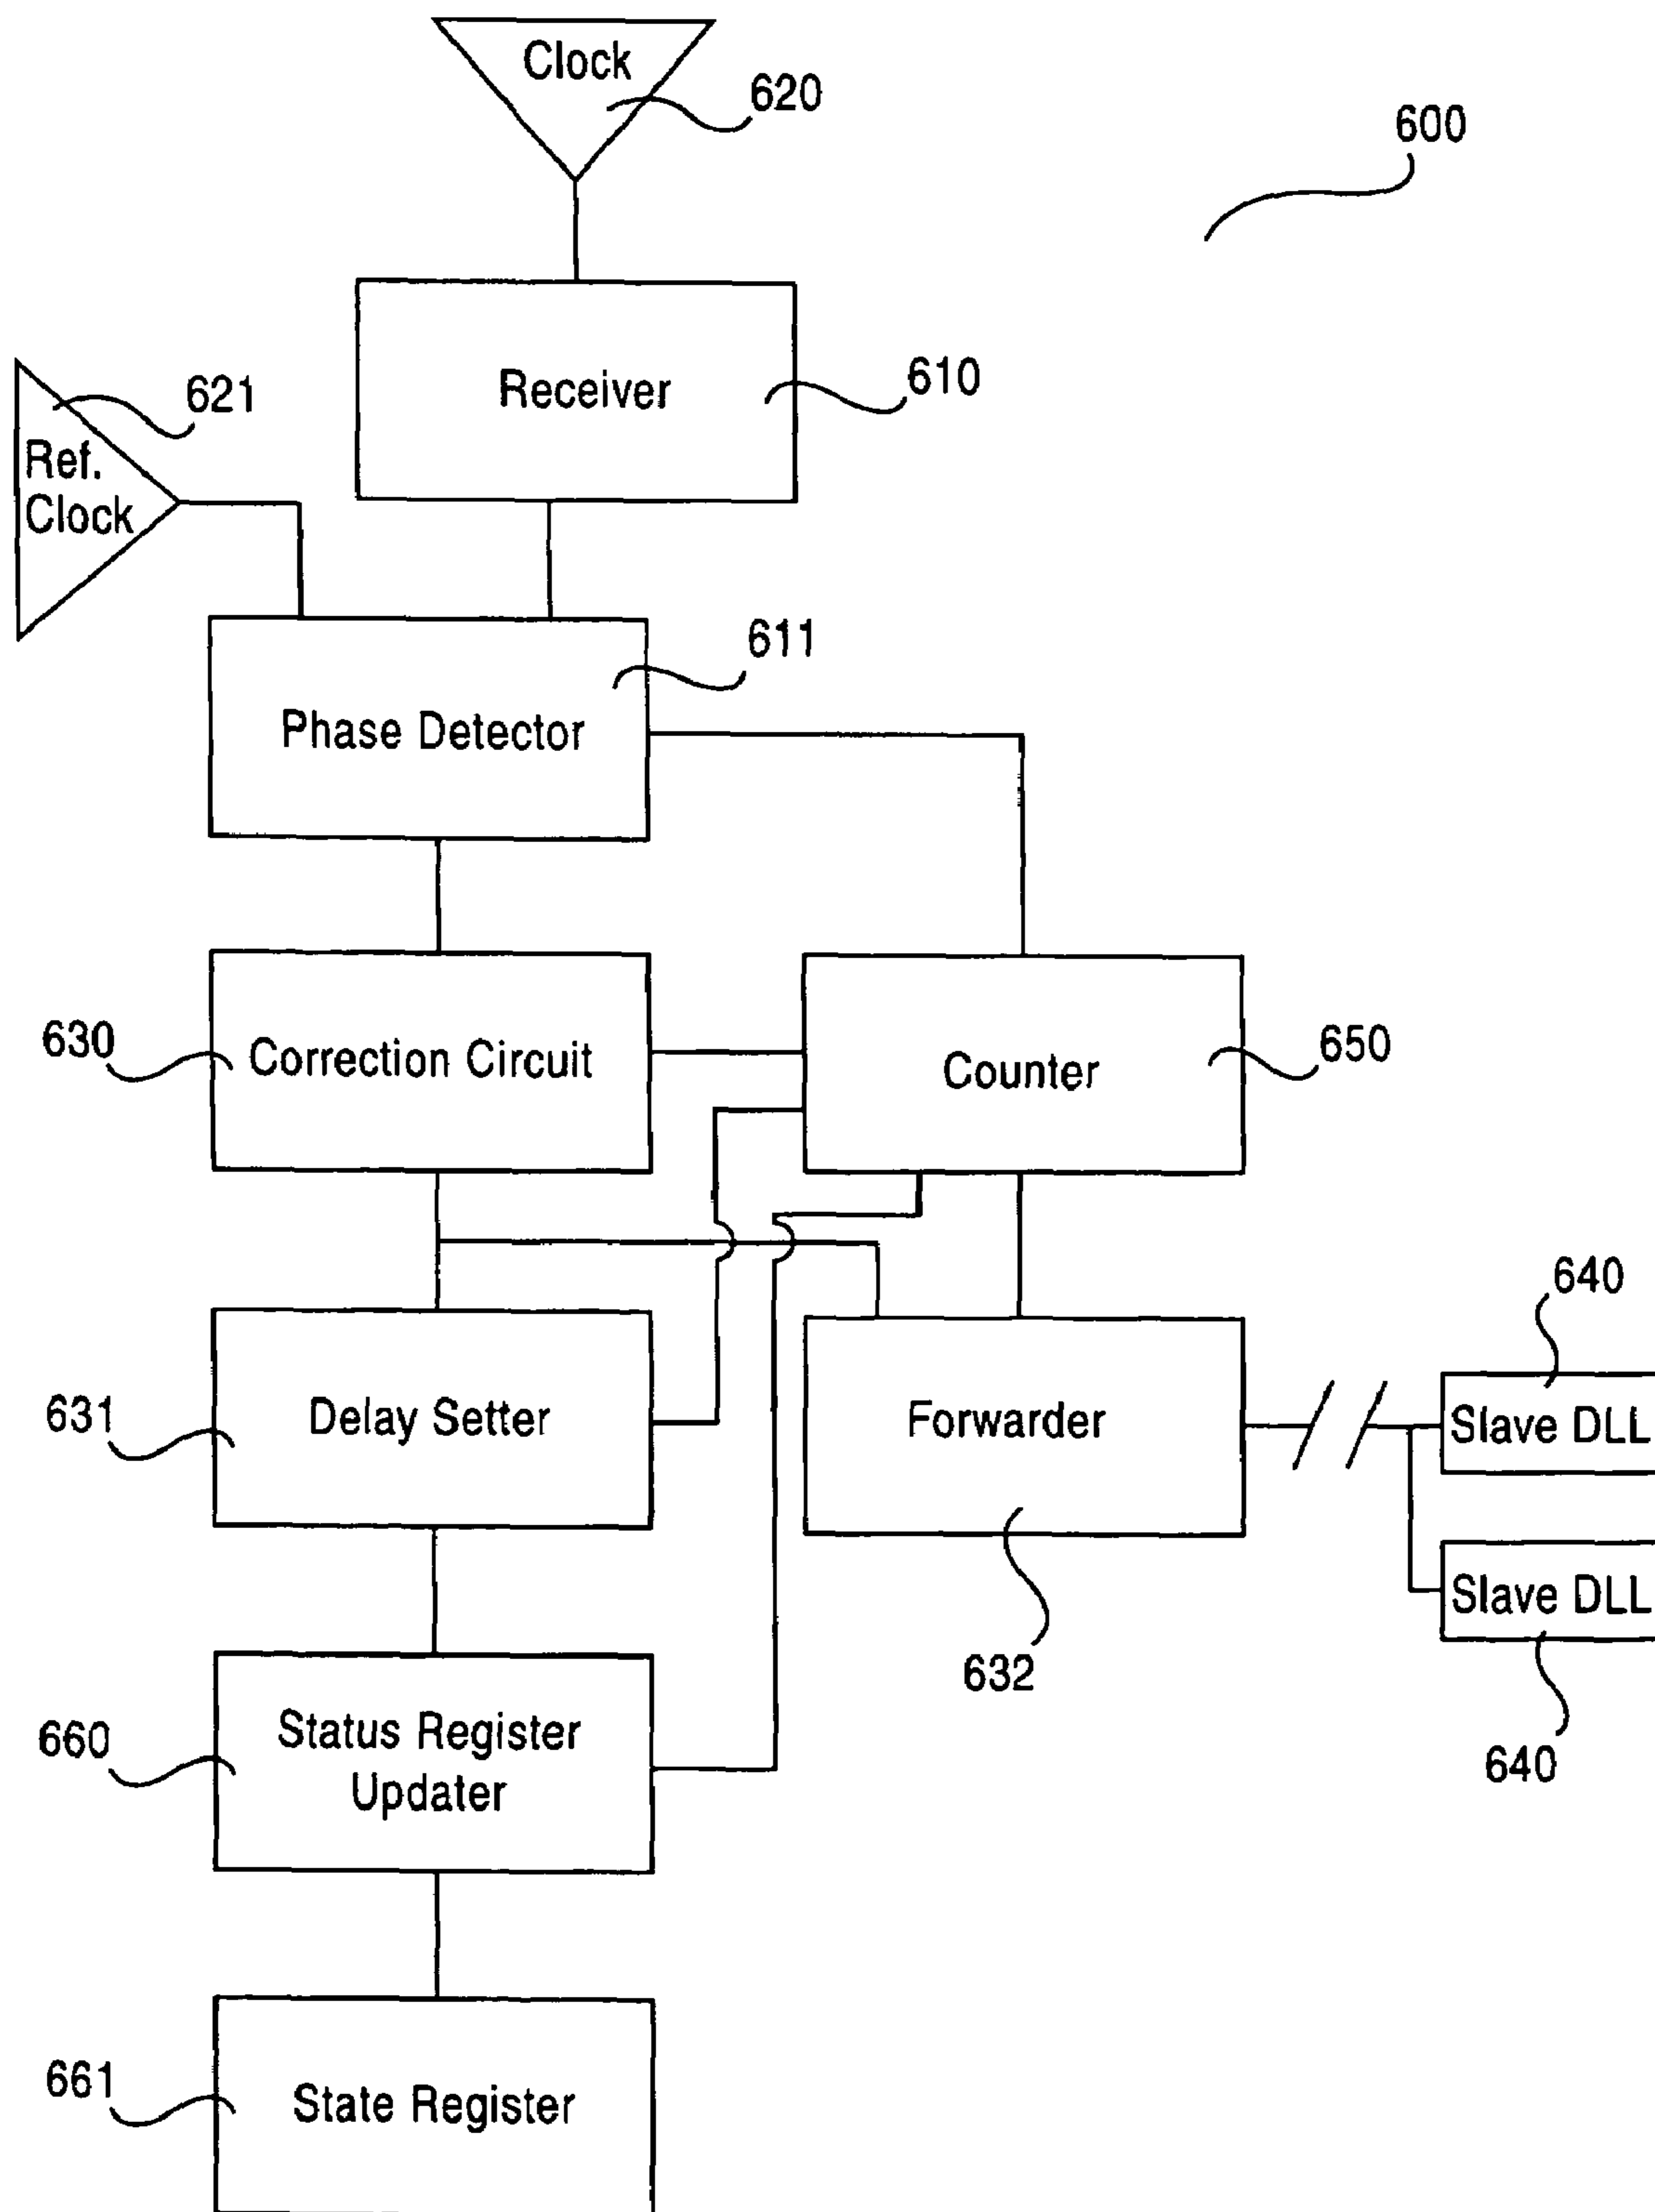 Clock
620
600
Receiver
610
621
Ref.
Clock
611
Phase Detector
630
Correction Circuit
Counter
650
640
631
Delay Setter
Forwarder
Slave DLL
Slave DLL
632
660
Status Register
Updater
640
661
State Register